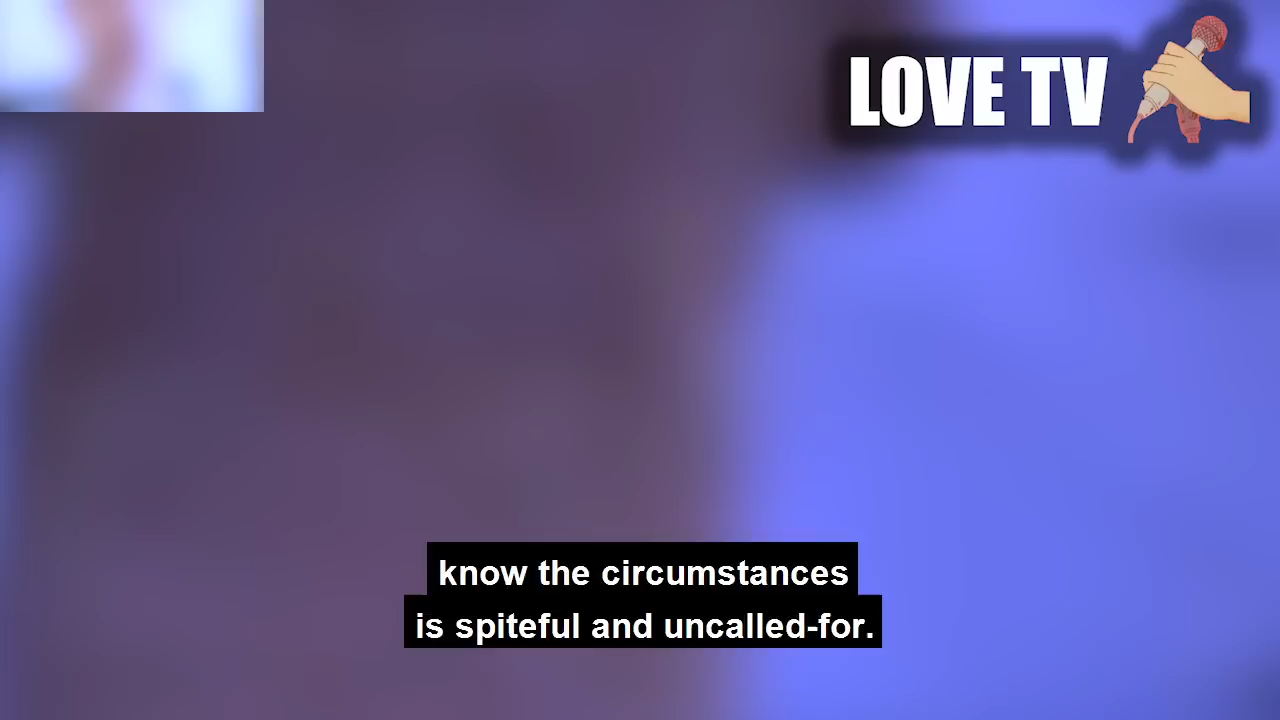 LOVE TV
know the circumstances
is spiteful and uncalled-for.